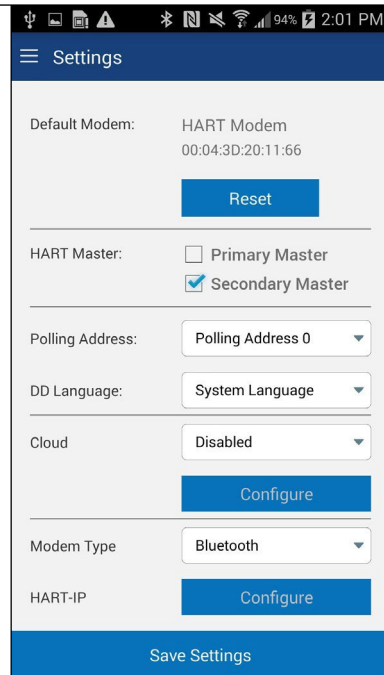 94% 2:01 PM
Settings
Default Modem: HART Modem
00:04:3D:20:11:66
Reset
HART Master: Primary Master
Secondary Master
Polling Address: Polling Address 0
DD Language: System Language
Cloud Disabled
Configure
Modem Type Bluetooth
HART-IP Configure
Save Settings